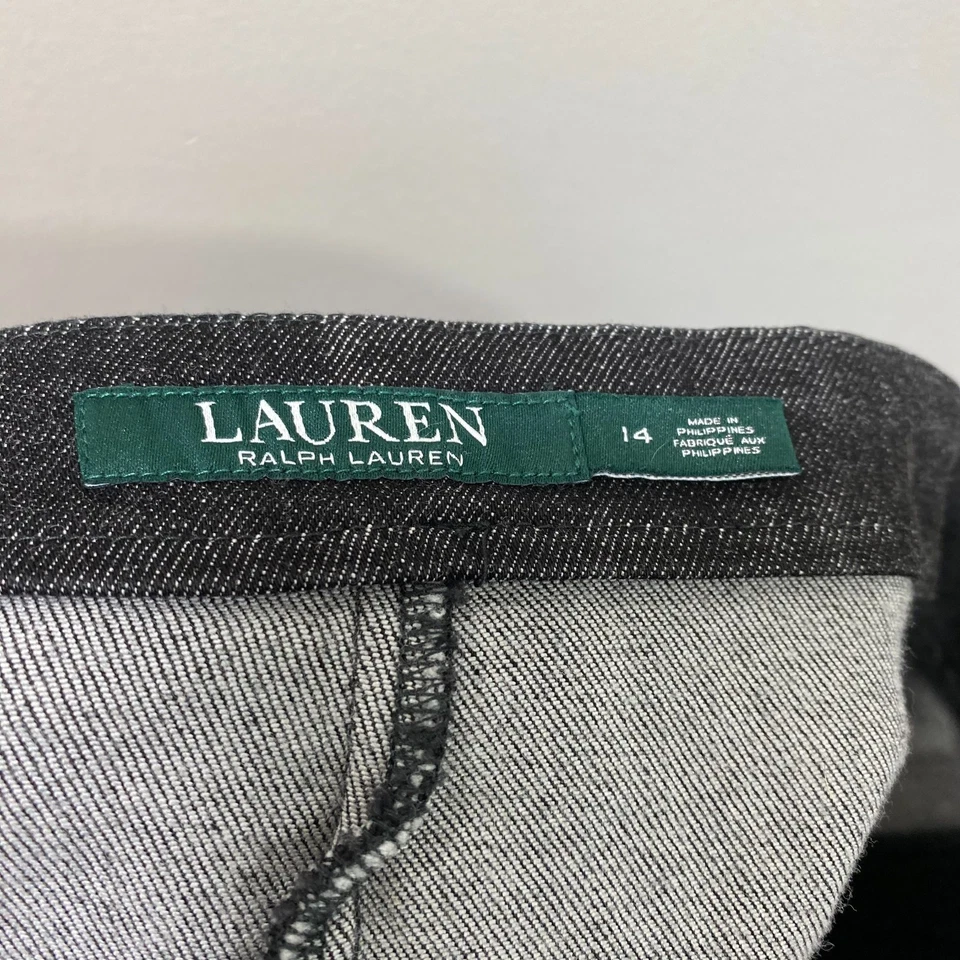 LAUREN
RALPH LAUREN
14
MADE IN
PHILIPPINES
FABRIQUÉ AUX
PHILIPPINES